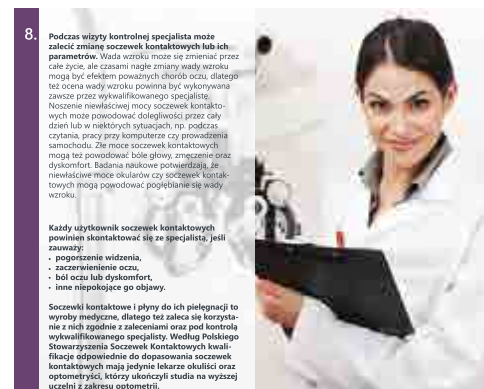 8.
Podczas wizyty kontrolnej specjalista może
zalecić zmianę soczewek kontaktowych lub ich
parametrów. Wada wzroku może się zmieniać przez
całe życie, ale czasami nagłe zmiany wady wzroku
mogą być efektem poważnych chorób oczu, dlatego
też ocena wady wzroku powinna być wykonywana
zawsze przez wykwalifikowanego specjalistę.
Noszenie niewłaściwej mocy soczewek kontakto-
wych może powodować dolegliwości przez cały
dzień lub w niektórych sytuacjach, np. podczas
czytania, pracy przy komputerze czy prowadzenia
samochodu. Złe moce soczewek kontaktowych
mogą też powodować bóle głowy, zmęczenie oraz
dyskomfort. Badania naukowe potwierdzają, że
niewłaściwe moce okularów czy soczewek kontak-
towych mogą powodować pogłębianie się wady
wzroku.
Każdy użytkownik soczewek kontaktowych
powinien skontaktować się ze specjalistą, jeśli
zauważy:
• pogorszenie widzenia,
• zaczerwienienie oczu,
• ból oczu lub dyskomfort,
• inne niepokojące go objawy.
Soczewki kontaktowe i płyny do ich pielęgnacji to
wyroby medyczne, dlatego też zaleca się korzysta-
nie z nich zgodnie z zaleceniami oraz pod kontrolą
wykwalifikowanego specjalisty. Według Polskiego
Stowarzyszenia Soczewek Kontaktowych kwali-
fikacje odpowiednie do dopasowania soczewek
kontaktowych mają jedynie lekarze okuliści oraz
optometryści, którzy ukończyli studia na wyższej
uczelni z zakresu optometrii.